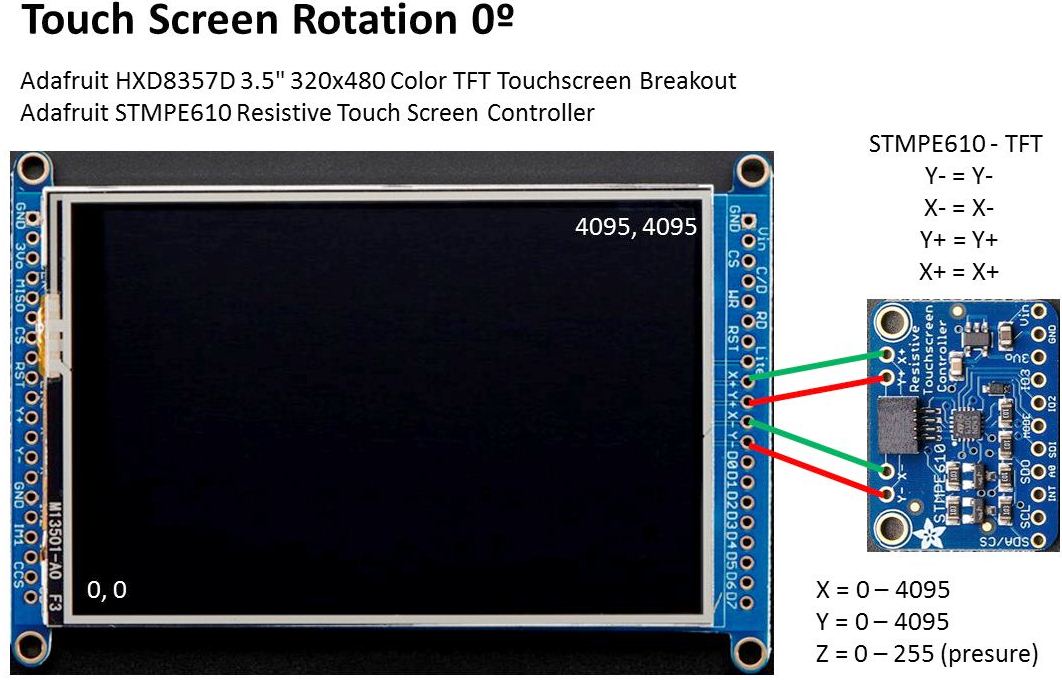 Touch Screen Rotation 0º
Adafruit HXD8357D 3.5" 320x480 Color TFT Touchscreen Breakout
Adafruit STMPE610 Resistive Touch Screen Controller
STMPE610 - TFT
Y- = Y-
X- = X-
Y+ = Y+
X+ = X+
4095, 4095
0, 0
GND
3Vo
MISO
CS
RST
Y+
Y-
GND
IM1
CCS
M13501-A0 F3
GND
Vin
CS
C/D
WR
RD
RST
Lite
X+
Y+
X-
Y-
D0
D1
D2
D3
D4
D5
D6
D7
Resistive
Touchscreen
Controller
X+
Y+
X-
Y-
STMPE610
Vin
GND
3Vo
IO3
IO2
MODE
SDI
SDO
A0
INT
SCL
SDA/CS
X = 0 – 4095
Y = 0 – 4095
Z = 0 – 255 (presure)